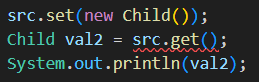 src.set(new Child());
Child val2 = src.get();
System.out.println(val2);